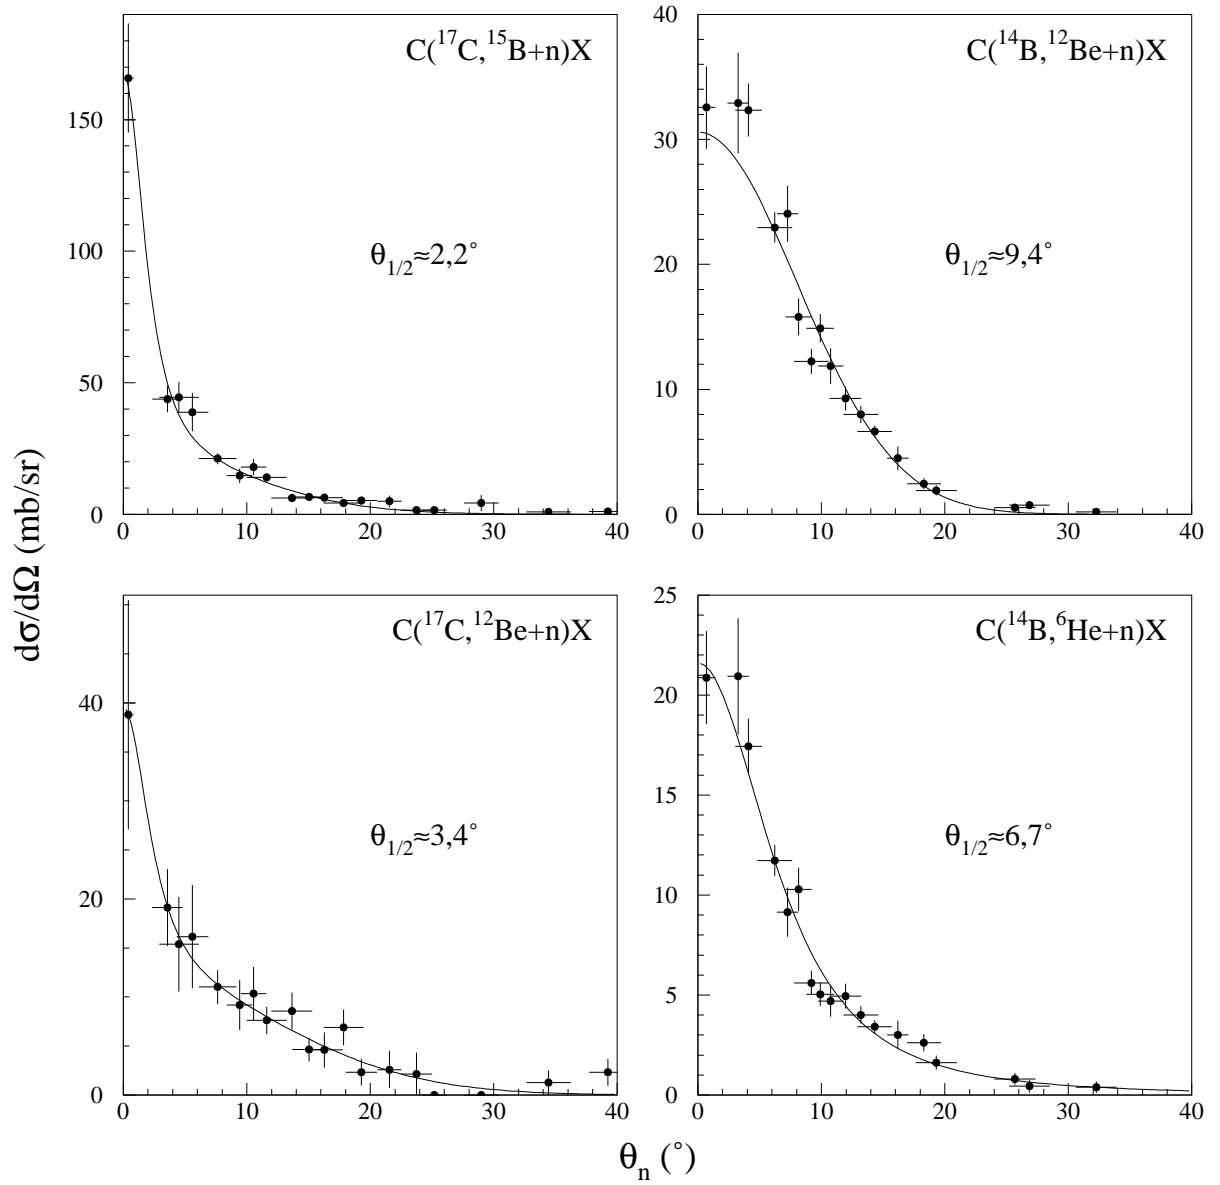 C(¹⁷C,¹⁵B+n)X
θ₁/₂≈2,2°
150
100
50
0
0 10 20 30 40
C(¹⁴B,¹²Be+n)X
θ₁/₂≈9,4°
40
30
20
10
0
0 10 20 30 40
dσ/dΩ (mb/sr)
C(¹⁷C,¹²Be+n)X
θ₁/₂≈3,4°
40
20
0
0 10 20 30 40
C(¹⁴B,⁶He+n)X
θ₁/₂≈6,7°
25
20
15
10
5
0
0 10 20 30 40
θₙ (°)